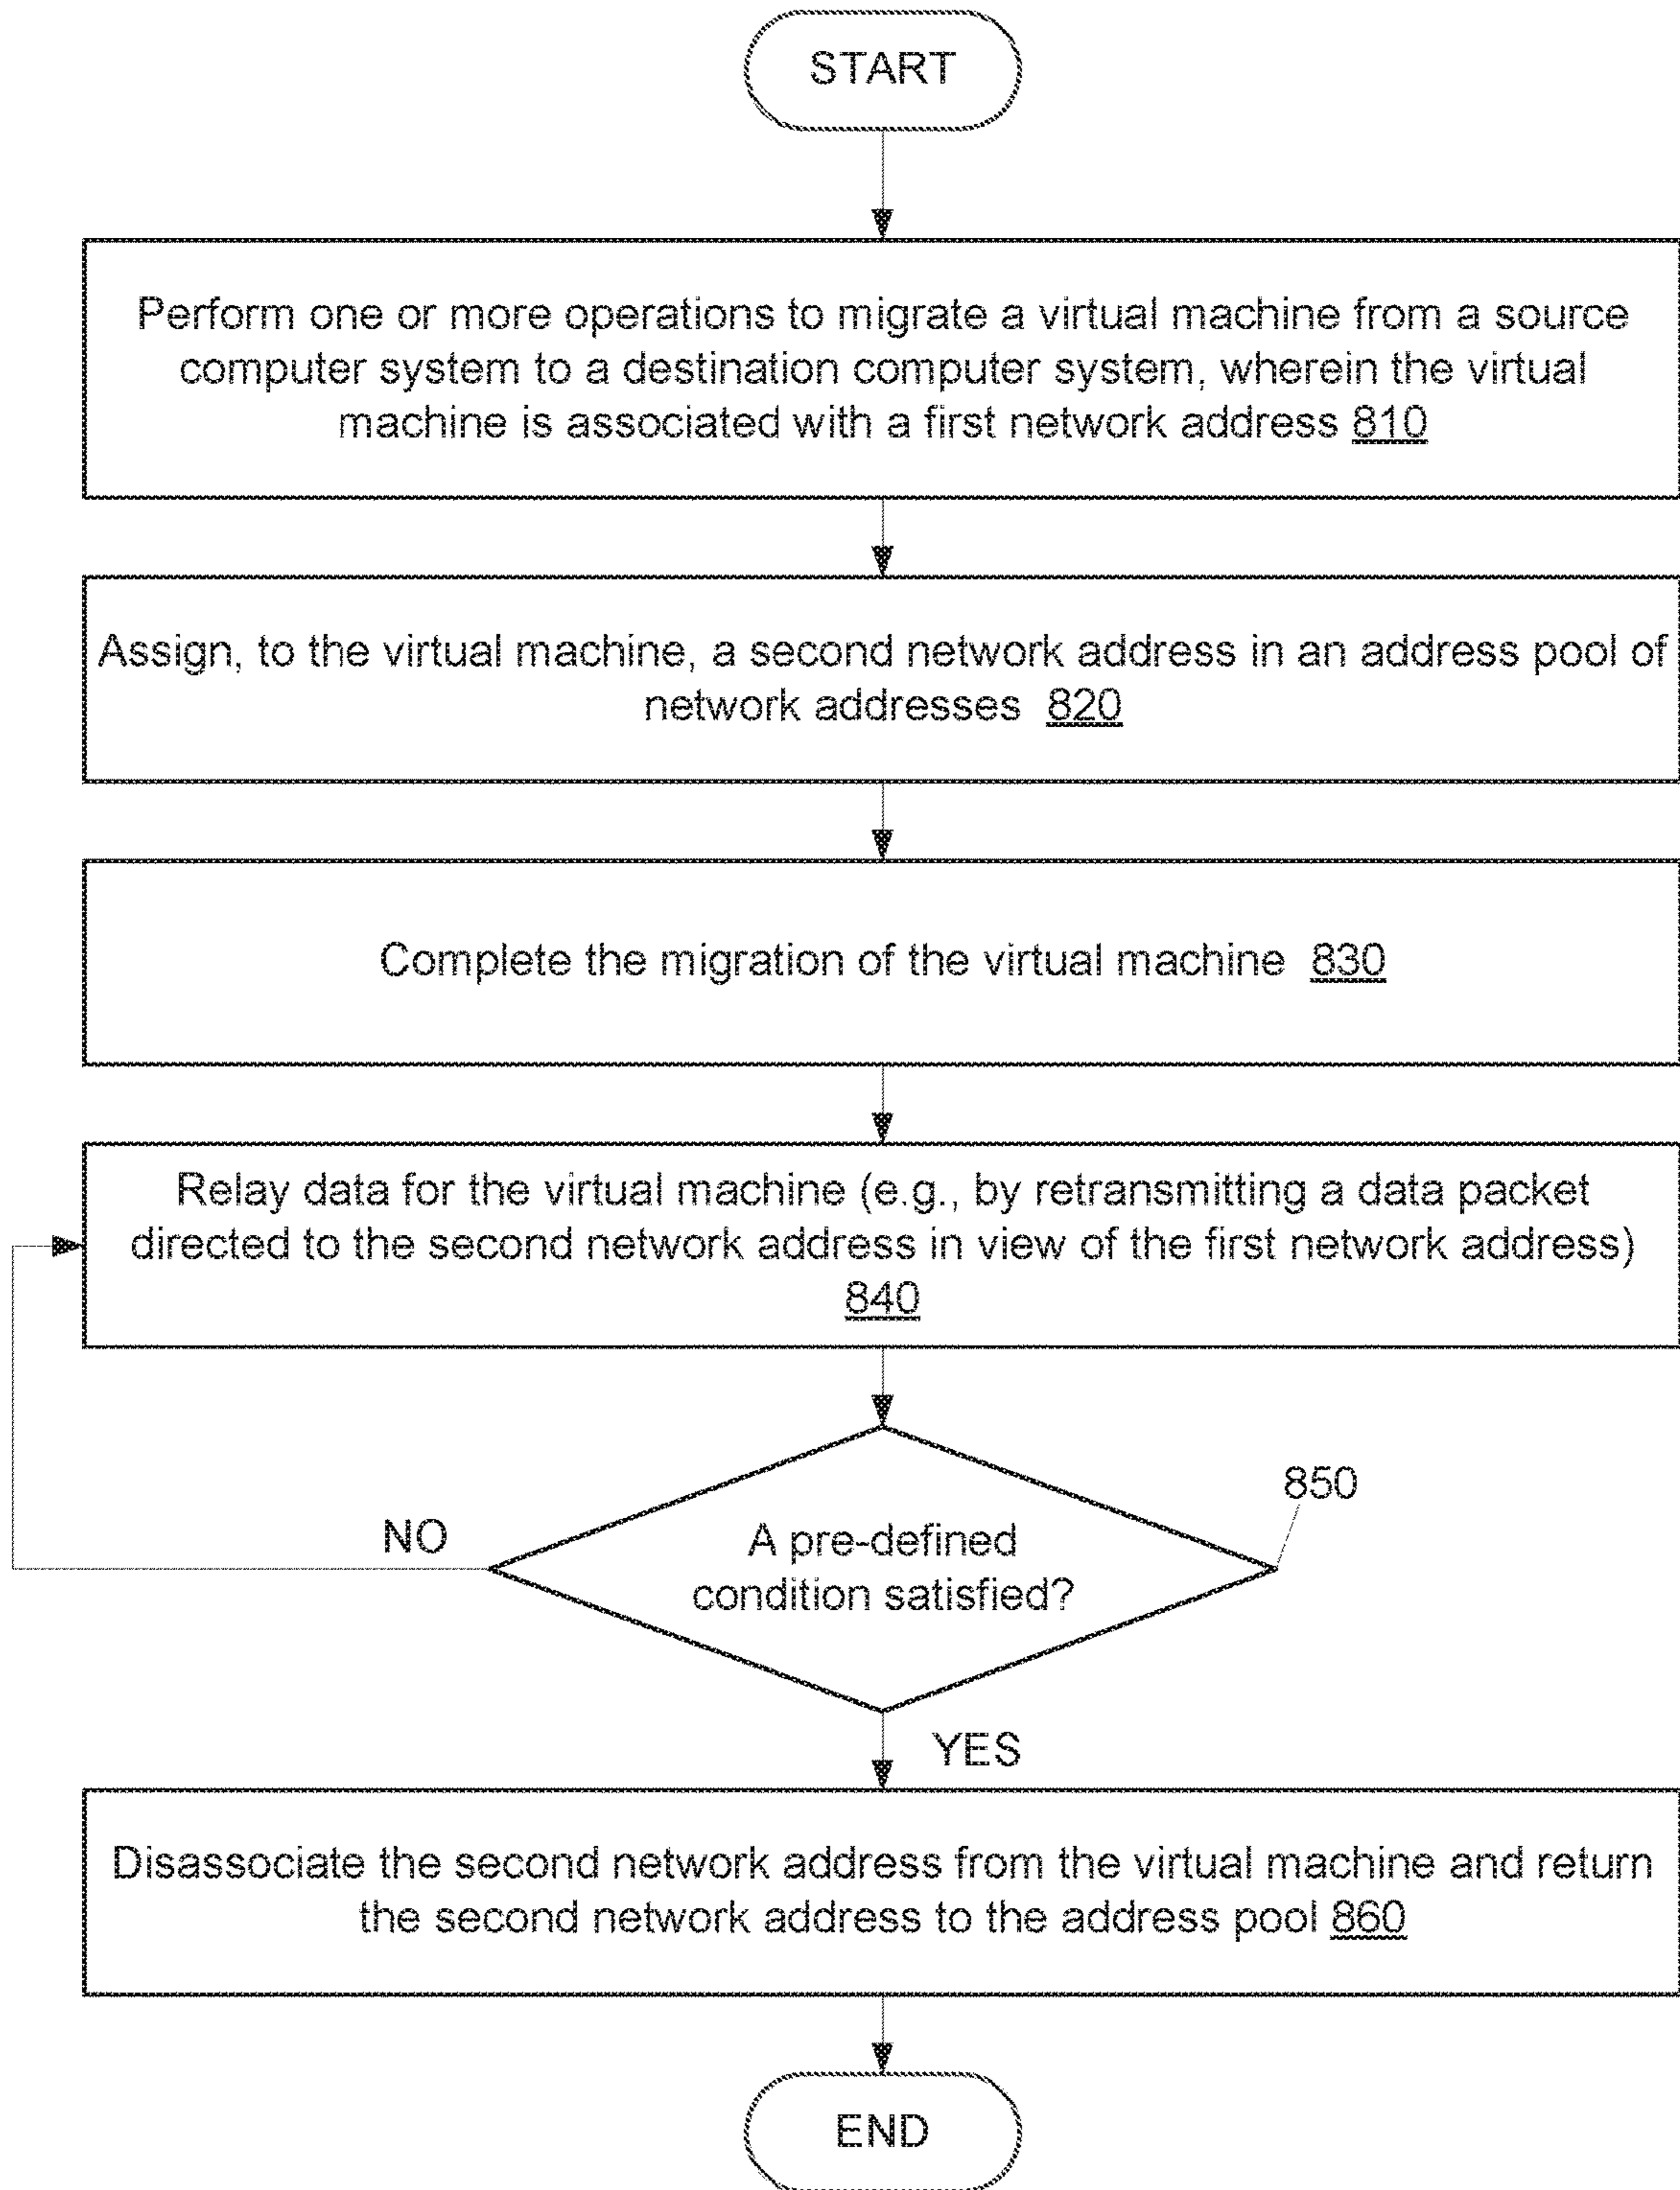 START
Perform one or more operations to migrate a virtual machine from a source
computer system to a destination computer system, wherein the virtual
machine is associated with a first network address 810
Assign, to the virtual machine, a second network address in an address pool of
network addresses 820
Complete the migration of the virtual machine 830
Relay data for the virtual machine (e.g., by retransmitting a data packet
directed to the second network address in view of the first network address)
840
850
NO
A pre-defined
condition satisfied?
YES
Disassociate the second network address from the virtual machine and return
the second network address to the address pool 860
END